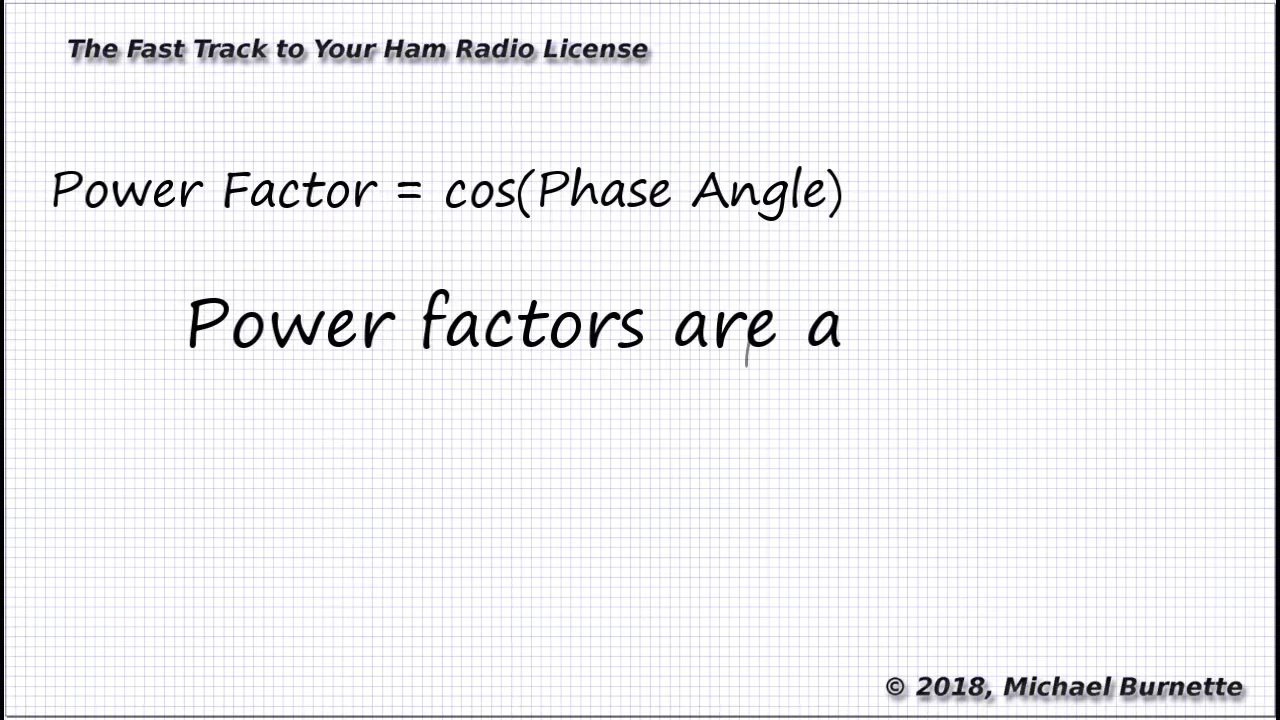 The Fast Track to Your Ham Radio License
Power Factor = cos(Phase Angle)
Power factors are a
© 2018, Michael Burnette